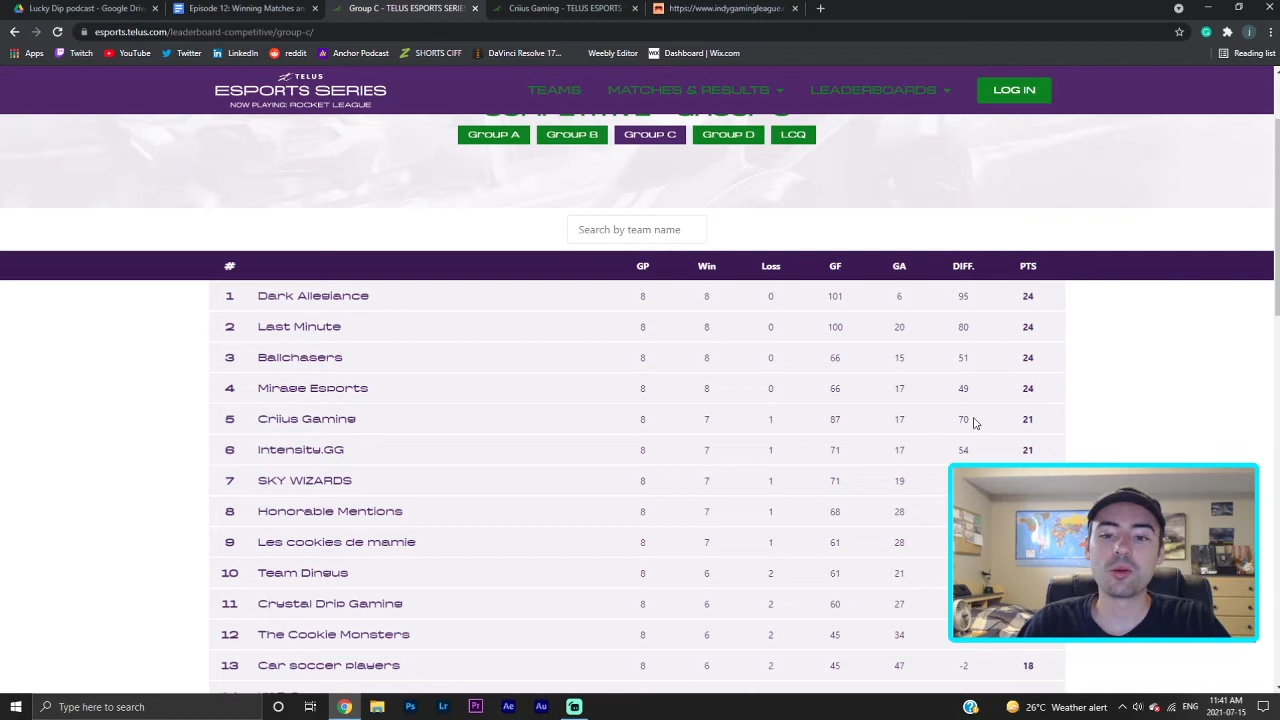 Lucky Dip podcast - Google Driv
Episode 12: Winning Matches an
Group C - TELUS ESPORTS SERIES
Criius Gaming - TELUS ESPORTS
https://www.indygamingleague.c
esports.telus.com/leaderboard-competitive/group-c/
Apps
Twitch
YouTube
Twitter
LinkedIn
reddit
Anchor Podcast
SHORTS CIFF
DaVinci Resolve 17...
Weekly Editor
Dashboard | Wix.com
Reading list
TELUS
ESPORTS SERIES
NOW PLAYING: ROCKET LEAGUE
TEAMS
MATCHES & RESULTS
LEADERBOARDS
LOG IN
Group A
Group B
Group C
Group D
LCQ
Search by team name
# GP Win Loss GF GA DIFF. PTS
1 Dark Allegiance 8 8 0 101 6 95 24
2 Last Minute 8 8 0 100 20 80 24
3 Ballchasers 8 8 0 66 15 51 24
4 Mirage Esports 8 8 0 66 17 49 24
5 Criius Gaming 8 7 1 87 17 70 21
6 Intensity.GG 8 7 1 71 17 54 21
7 SKY WIZARDS 8 7 1 71 19
8 Honorable Mentions 8 7 1 68 28
9 Les cookies de mamie 8 7 1 61 28
10 Team Dingus 8 6 2 61 21
11 Crystal Drip Gaming 8 6 2 60 27
12 The Cookie Monsters 8 6 2 45 34
13 Car soccer players 8 6 2 45 47 -2 18
Type here to search
26°C Weather alert
ENG
11:41 AM
2021-07-15